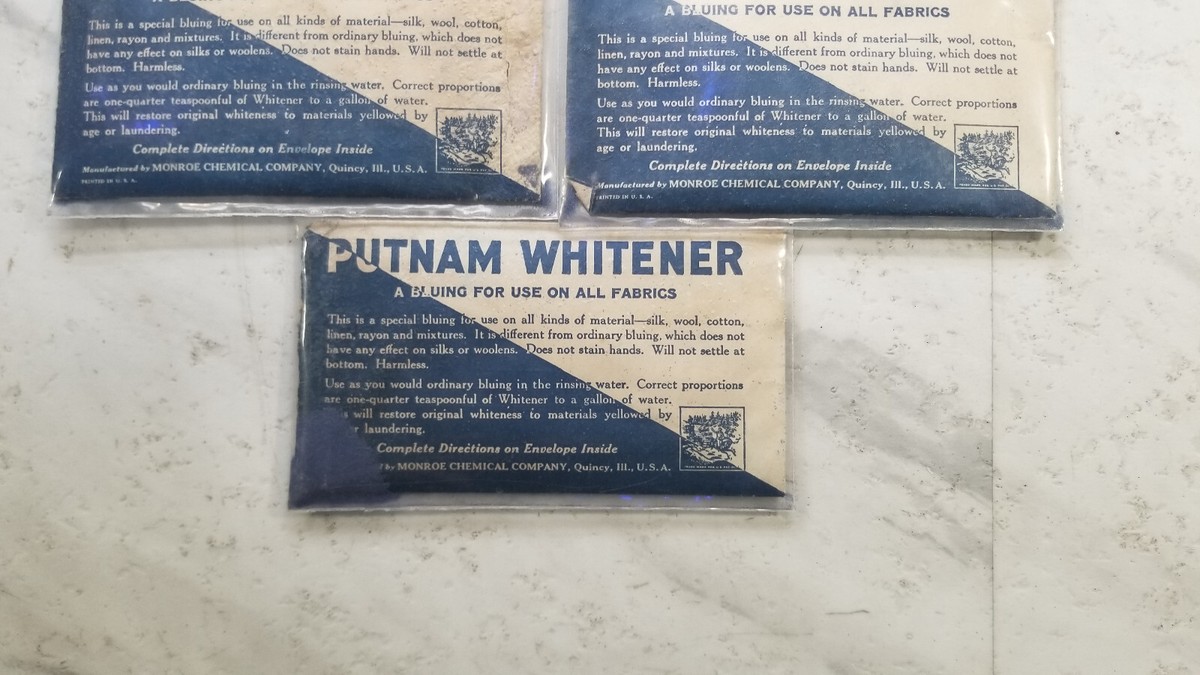 This is a special bluing for use on all kinds of material—silk, wool, cotton,
linen, rayon and mixtures. It is different from ordinary bluing, which does not
have any effect on silks or woolens. Does not stain hands. Will not settle at
bottom. Harmless.
Use as you would ordinary bluing in the rinsing water. Correct proportions
are one-quarter teaspoonful of Whitener to a gallon of water.
This will restore original whiteness to materials yellowed by
age or laundering.
Complete Directions on Envelope Inside
Manufactured by MONROE CHEMICAL COMPANY, Quincy, Ill., U.S.A.
PRINTED IN U. S. A.
A BLUING FOR USE ON ALL FABRICS
This is a special bluing for use on all kinds of material—silk, wool, cotton,
linen, rayon and mixtures. It is different from ordinary bluing, which does not
have any effect on silks or woolens. Does not stain hands. Will not settle at
bottom. Harmless.
Use as you would ordinary bluing in the rinsing water. Correct proportions
are one-quarter teaspoonful of Whitener to a gallon of water.
This will restore original whiteness to materials yellowed by
age or laundering.
Complete Directions on Envelope Inside
Manufactured by MONROE CHEMICAL COMPANY, Quincy, Ill., U.S.A.
PRINTED IN U. S. A.
PUTNAM WHITENER
A BLUING FOR USE ON ALL FABRICS
This is a special bluing for use on all kinds of material—silk, wool, cotton,
linen, rayon and mixtures. It is different from ordinary bluing, which does not
have any effect on silks or woolens. Does not stain hands. Will not settle at
bottom. Harmless.
Use as you would ordinary bluing in the rinsing water. Correct proportions
are one-quarter teaspoonful of Whitener to a gallon of water.
will restore original whiteness to materials yellowed by
laundering.
Complete Directions on Envelope Inside
by MONROE CHEMICAL COMPANY, Quincy, Ill., U.S.A.